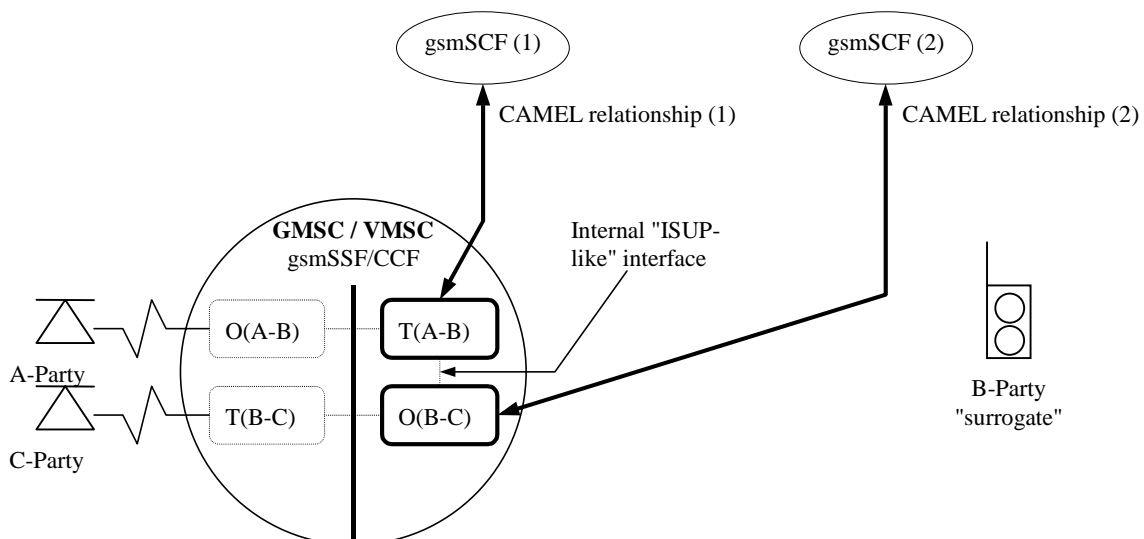 gsmSCF (1)
gsmSCF (2)
CAMEL relationship (1)
CAMEL relationship (2)
GMSC / VMSC
gsmSSF/CCF
Internal "ISUP-
like" interface
O(A-B)
T(A-B)
A-Party
T(B-C)
O(B-C)
C-Party
B-Party
"surrogate"